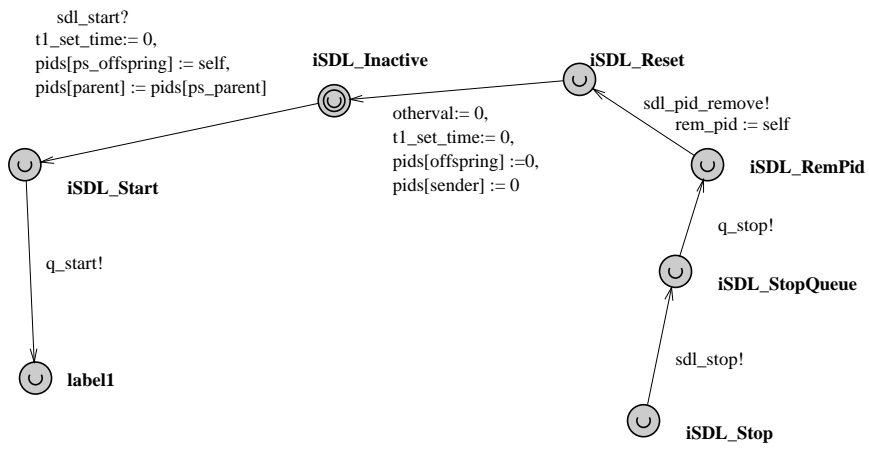 sdl_start?
t1_set_time:= 0,
pids[ps_offspring] := self,
pids[parent] := pids[ps_parent]
iSDL_Inactive
iSDL_Reset
otherval:= 0,
t1_set_time:= 0,
pids[offspring] :=0,
pids[sender] := 0
sdl_pid_remove!
rem_pid := self
iSDL_RemPid
iSDL_Start
q_stop!
q_start!
iSDL_StopQueue
sdl_stop!
label1
iSDL_Stop